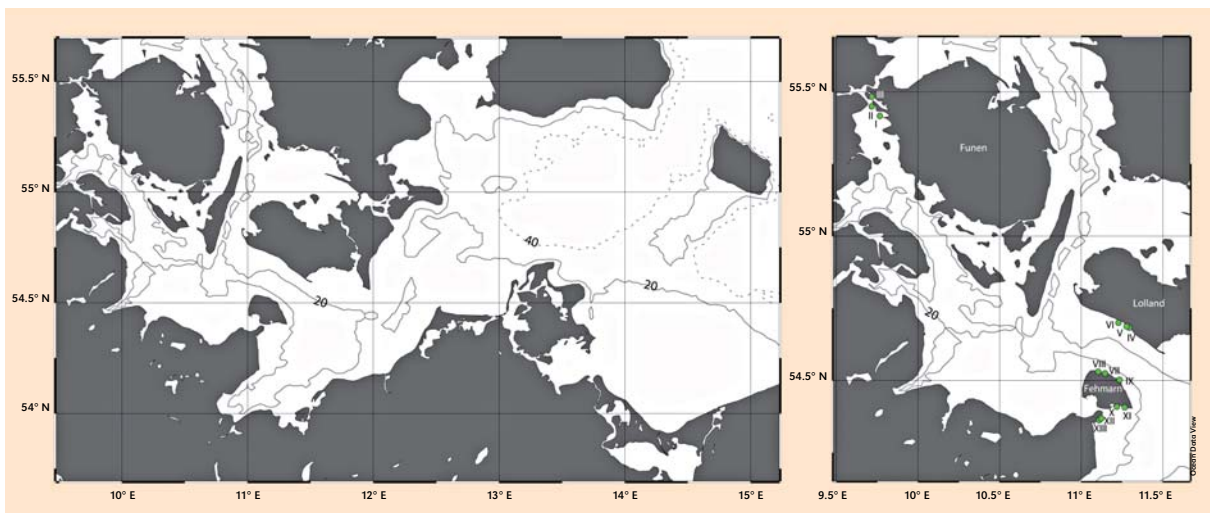 55.5° N
55° N
54.5° N
54° N
40
20
20
10° E
11° E
12° E
13° E
14° E
15° E
55.5° N
55° N
54.5° N
II
I
Funen
Lolland
20
VI
V
IV
VIII
VII
IX
Fehmarn
X
XI
XII
XIII
9.5° E
10° E
10.5° E
11° E
11.5° E
Ocean Data View